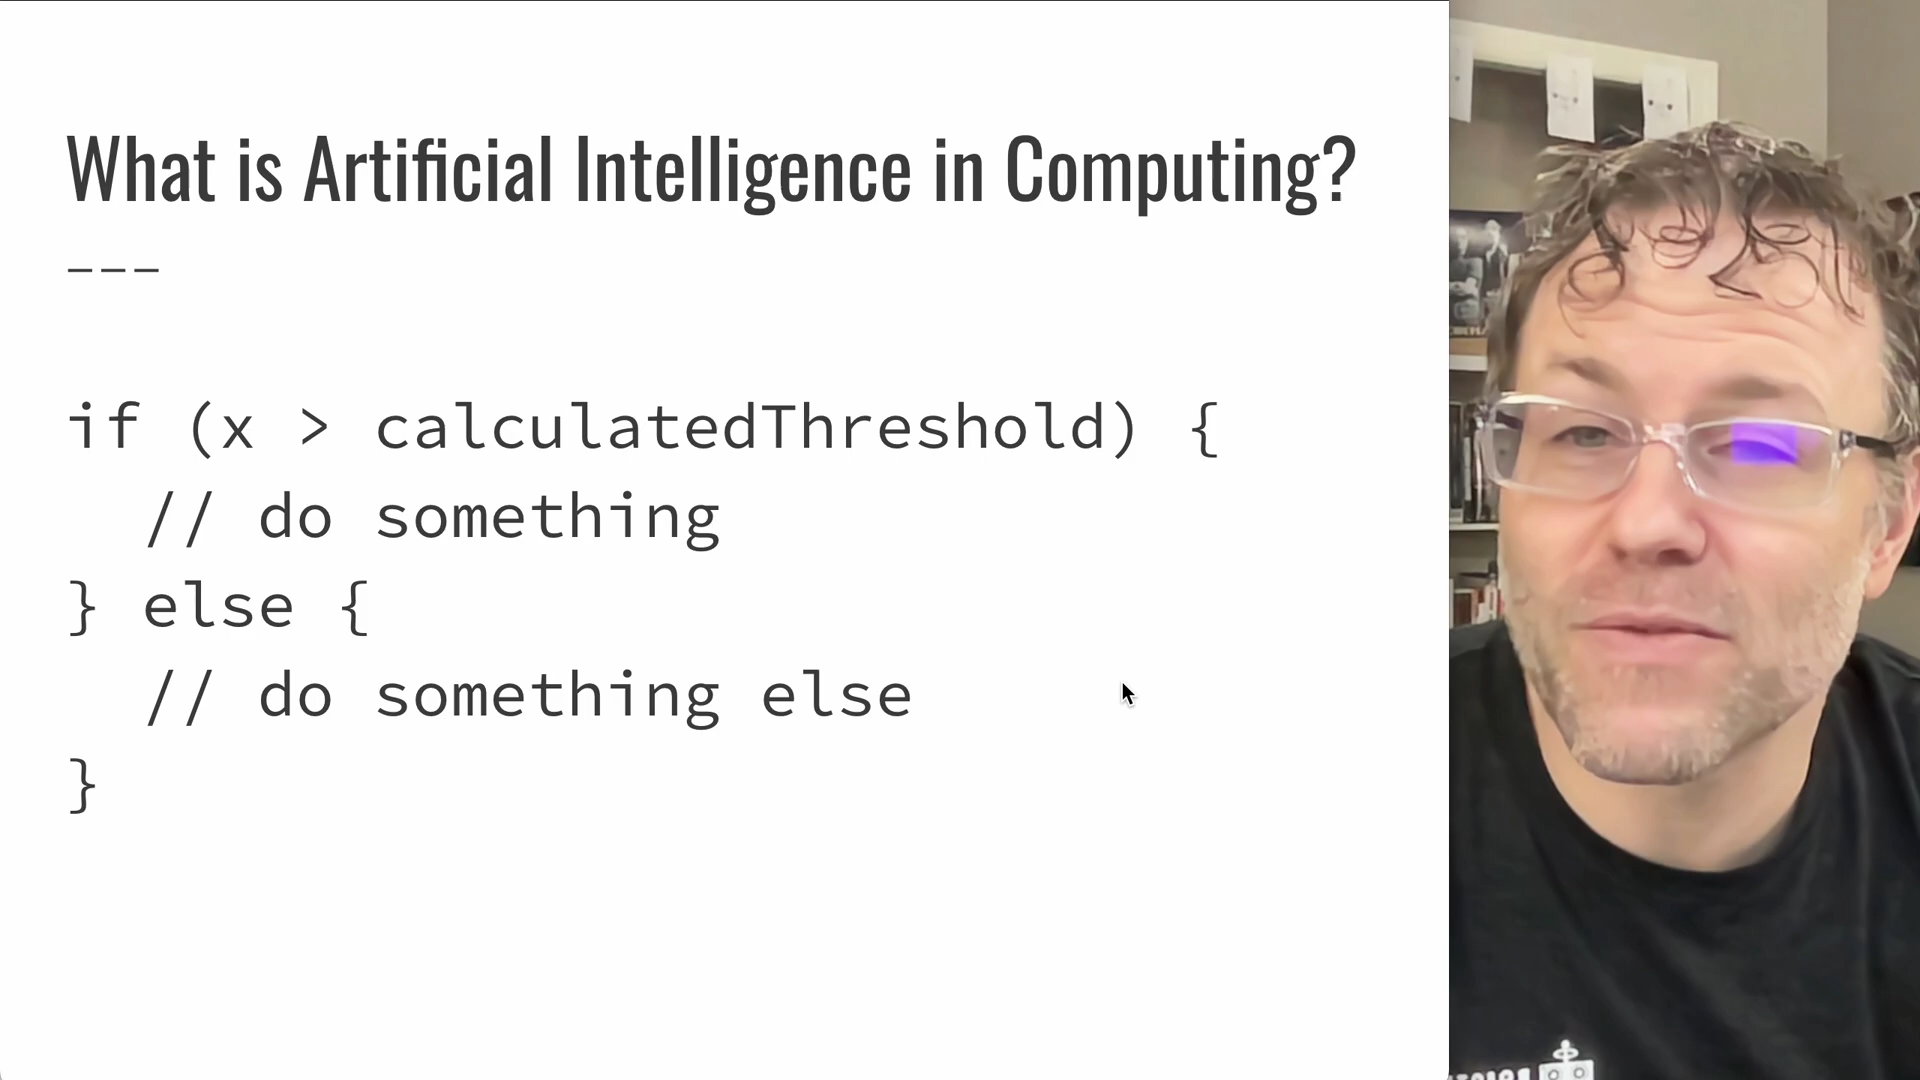 What is Artificial Intelligence in Computing?
---
if (x > calculatedThreshold) {
// do something
} else {
// do something else
}